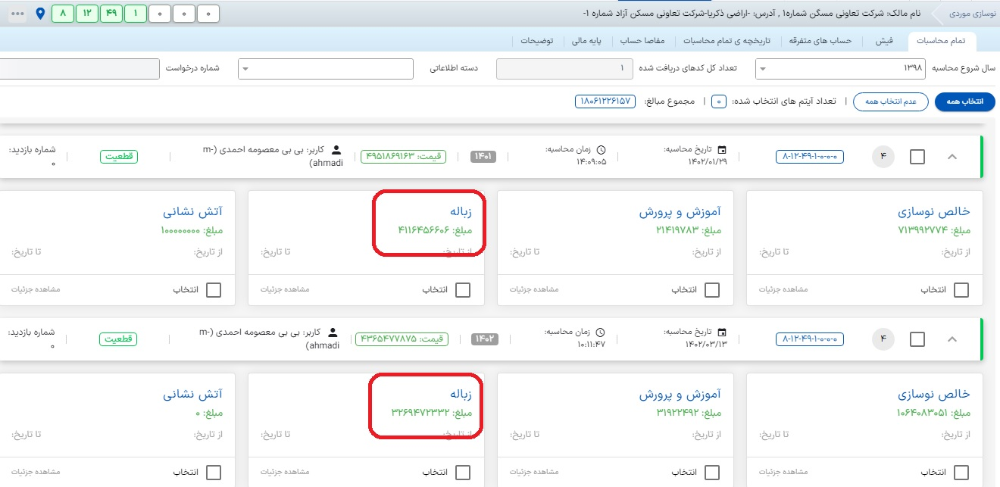 نوسازی موردی
نام مالک: شرکت تعاونی مسگن شماره۱ , آدرس: -اراضی ذکریا-شرکت تعاونی مسکن آزاد شماره ۱-
۸ ۱۲ ۴۹ ۱ ۰ ۰ ۰
تمام محاسبات فیش حساب های متفرقه تاریخچه ی تمام محاسبات مفاصا حساب پایه مالی توضیحات
سال شروع محاسبه ۱۳۹۸ تعداد کل کدهای دریافت شده ۱ دسته اطلاعاتی شماره درخواست
انتخاب همه عدم انتخاب همه | تعداد آیتم های انتخاب شده: ۰ | مجموع مبالغ: ۱۸۰۶۱۲۲۶۱۵۷
۴ ۸-۱۲-۴۹-۱-۰-۰-۰ تاریخ محاسبه: زمان محاسبه: ۱۴۰۱ قیمت: ۴۹۵۱۸۶۹۱۶۳ کاربر: بی بی معصومه احمدی (m-ahmadi) قطعیت شماره بازدید:
۱۴۰۲/۰۱/۲۹ ۱۴:۰۹:۰۵ ۰
خالص نوسازی آموزش و پرورش زباله آتش نشانی
مبلغ: ۷۱۳۹۹۲۷۷۴ مبلغ: ۲۱۴۱۹۷۸۳ مبلغ: ۴۱۱۶۴۵۶۶۰۶ مبلغ: ۱۰۰۰۰۰۰۰۰
از تاریخ: تا تاریخ: از تاریخ: تا تاریخ: از تاریخ: تا تاریخ: از تاریخ: تا تاریخ:
انتخاب مشاهده جزئیات انتخاب مشاهده جزئیات انتخاب مشاهده جزئیات انتخاب مشاهده جزئیات
۴ ۸-۱۲-۴۹-۱-۰-۰-۰ تاریخ محاسبه: زمان محاسبه: ۱۴۰۲ قیمت: ۴۳۶۵۴۷۷۸۷۵ کاربر: بی بی معصومه احمدی (m-ahmadi) قطعیت شماره بازدید:
۱۴۰۲/۰۳/۱۳ ۱۰:۱۱:۴۷ ۰
خالص نوسازی آموزش و پرورش زباله آتش نشانی
مبلغ: ۱۰۶۴۰۸۳۰۵۱ مبلغ: ۳۱۹۲۲۴۹۲ مبلغ: ۳۲۶۹۴۷۲۳۳۲ مبلغ: ۰
از تاریخ: تا تاریخ: از تاریخ: تا تاریخ: از تاریخ: تا تاریخ: از تاریخ: تا تاریخ:
انتخاب مشاهده جزئیات انتخاب مشاهده جزئیات انتخاب مشاهده جزئیات انتخاب مشاهده جزئیات